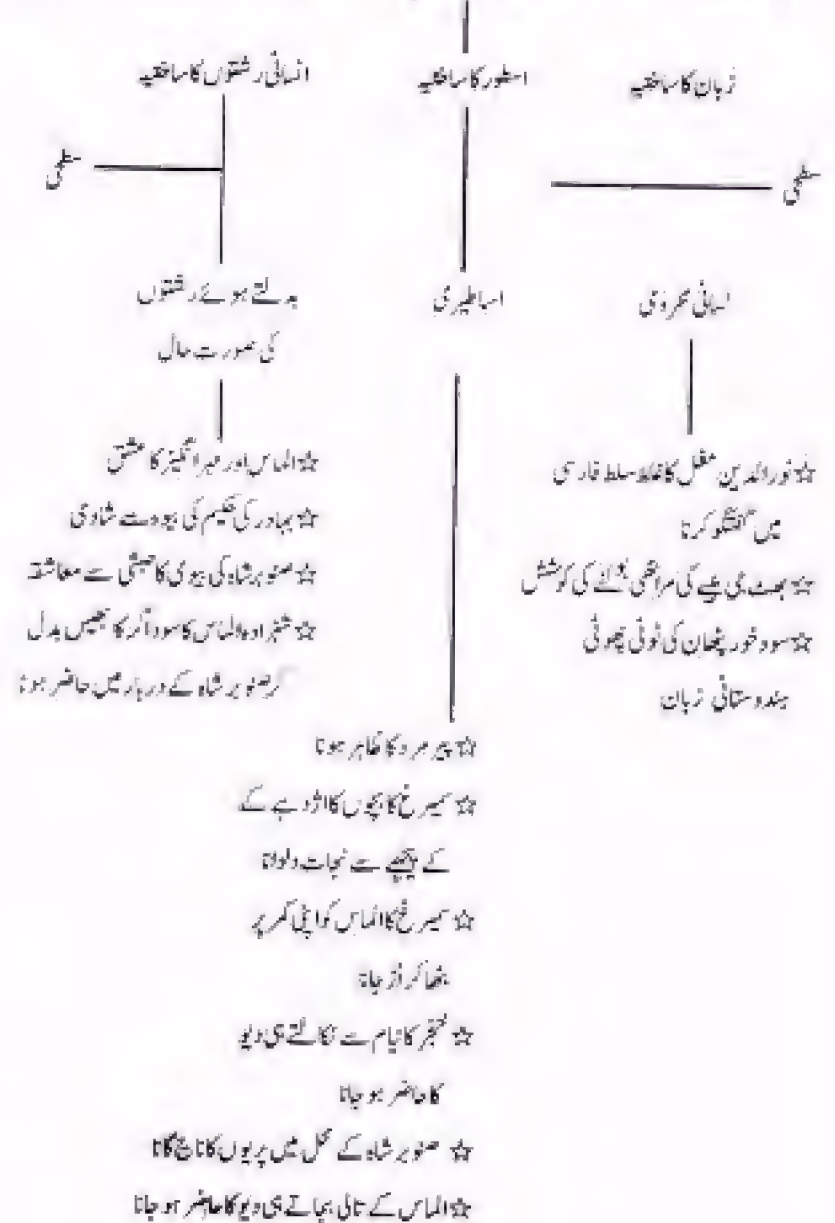 زبان کا ساختیہ
اسطور کا ساختیہ
انسانی رشتوں کا ساختیہ
سطحی
سطحی
لسانی محرومی
اساطیری
بدلتے ہوئے رشتوں
کی صورت حال
☆نورالدین مغل کا غلط سلط فارسی
میں گفتگو کرنا
☆بھٹ جی پیسے کی مراٹھی بولنے کی کوشش
☆سود خور پٹھان کی ٹوٹی پھوٹی
ہندوستانی زبان
☆الماس اور مہر انگیز کا عشق
☆بہادر کی حکیم کی بیوہ سے شادی
☆صنوبر شاہ کی بیوی کا حبشی سے معاشقہ
☆شہزادہ الماس کا سوداگر کا بھیس بدل
کر صنوبر شاہ کے دربار میں حاضر ہونا
☆پیر مرد کا ظاہر ہونا
☆سیمرغ کا بچوں کا اژدہے کے
کے پنجے سے نجات دلوانا
☆سیمرغ کا الماس کو اپنی کمر پر
بٹھا کر اڑ جانا
☆خنجر کا نیام سے نکالتے ہی دیو
کا حاضر ہو جانا
☆صنوبر شاہ کے محل میں پریوں کا ناچ گانا
☆الماس کے تالی بجاتے ہی دیو کا حاضر ہو جانا